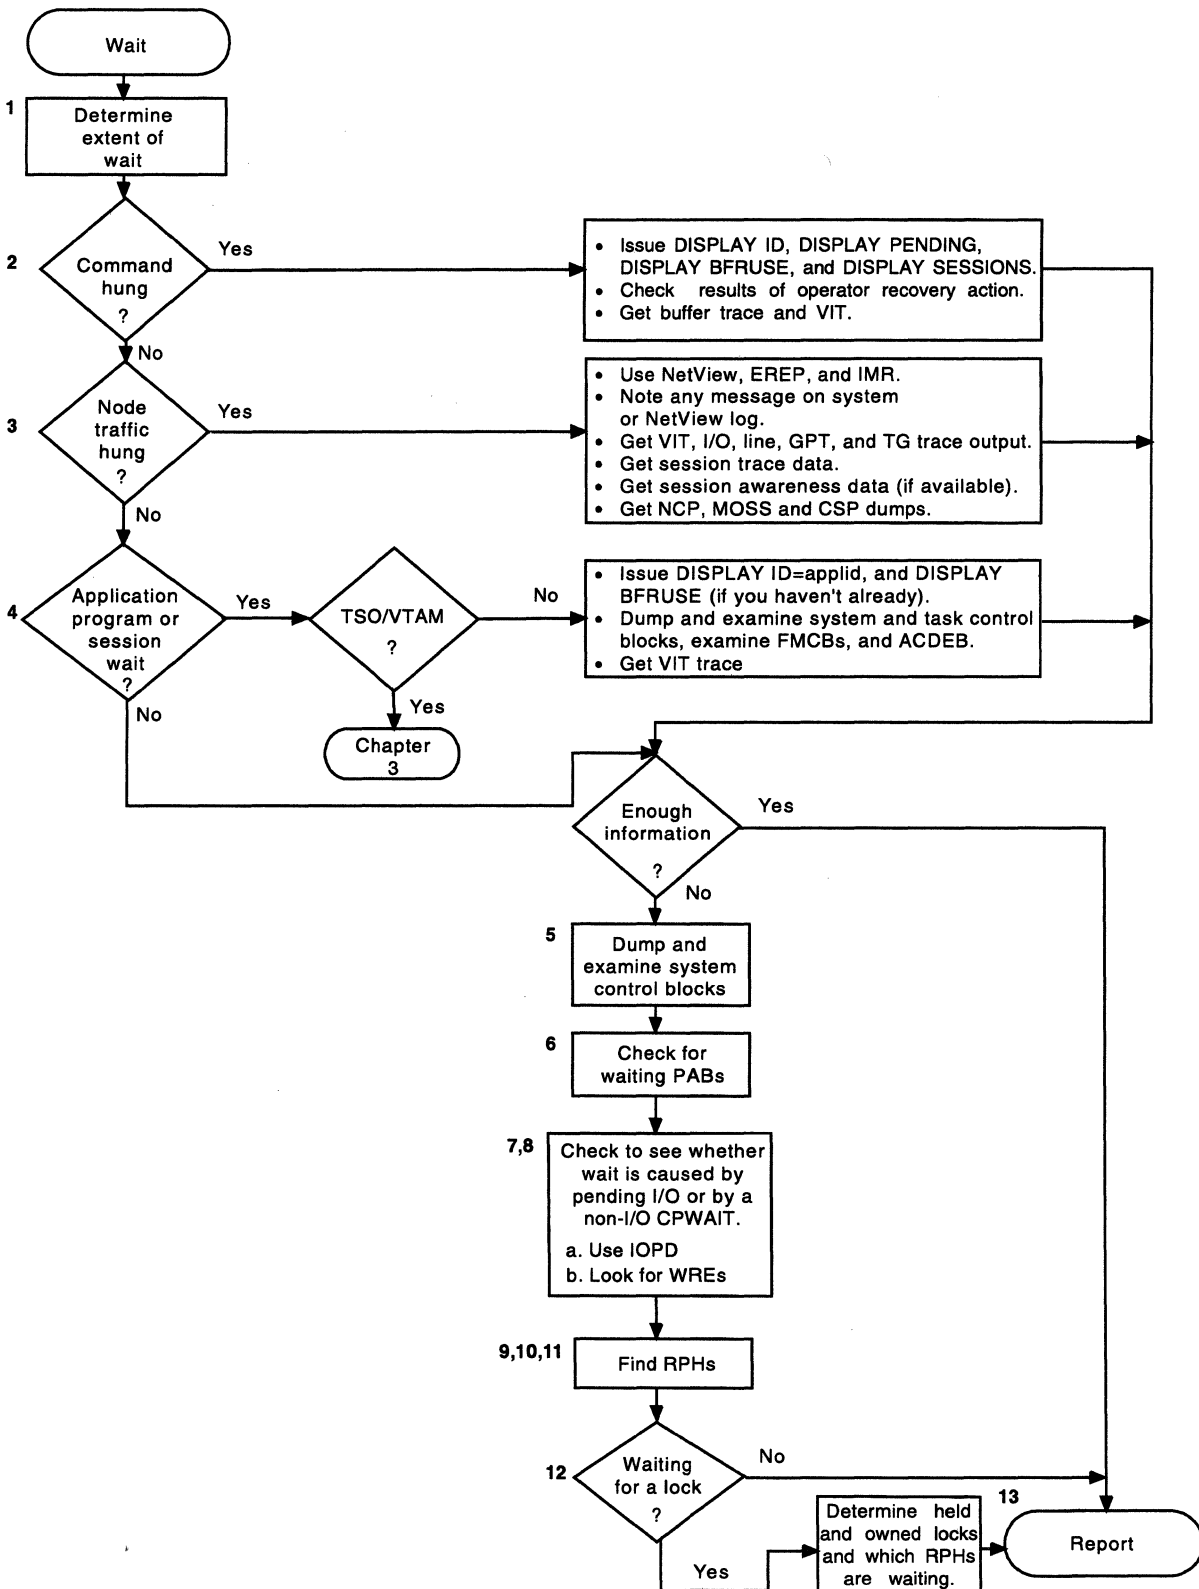 Wait
1
Determine
extent of
wait
2
Command
hung
?
Yes
No
• Issue DISPLAY ID, DISPLAY PENDING,
DISPLAY BFRUSE, and DISPLAY SESSIONS.
• Check results of operator recovery action.
• Get buffer trace and VIT.
3
Node
traffic
hung
?
Yes
No
• Use NetView, EREP, and IMR.
• Note any message on system
or NetView log.
• Get VIT, I/O, line, GPT, and TG trace output.
• Get session trace data.
• Get session awareness data (if available).
• Get NCP, MOSS and CSP dumps.
4
Application
program or
session
wait
?
Yes
No
TSO/VTAM
?
No
Yes
• Issue DISPLAY ID=applid, and DISPLAY
BFRUSE (if you haven't already).
• Dump and examine system and task control
blocks, examine FMCBs, and ACDEB.
• Get VIT trace
Chapter
3
Enough
information
?
Yes
No
5
Dump and
examine system
control blocks
6
Check for
waiting PABs
7,8
Check to see whether
wait is caused by
pending I/O or by a
non-I/O CPWAIT.
a. Use IOPD
b. Look for WREs
9,10,11
Find RPHs
12
Waiting
for a lock
?
No
Yes
Determine held
and owned locks
and which RPHs
are waiting.
13
Report